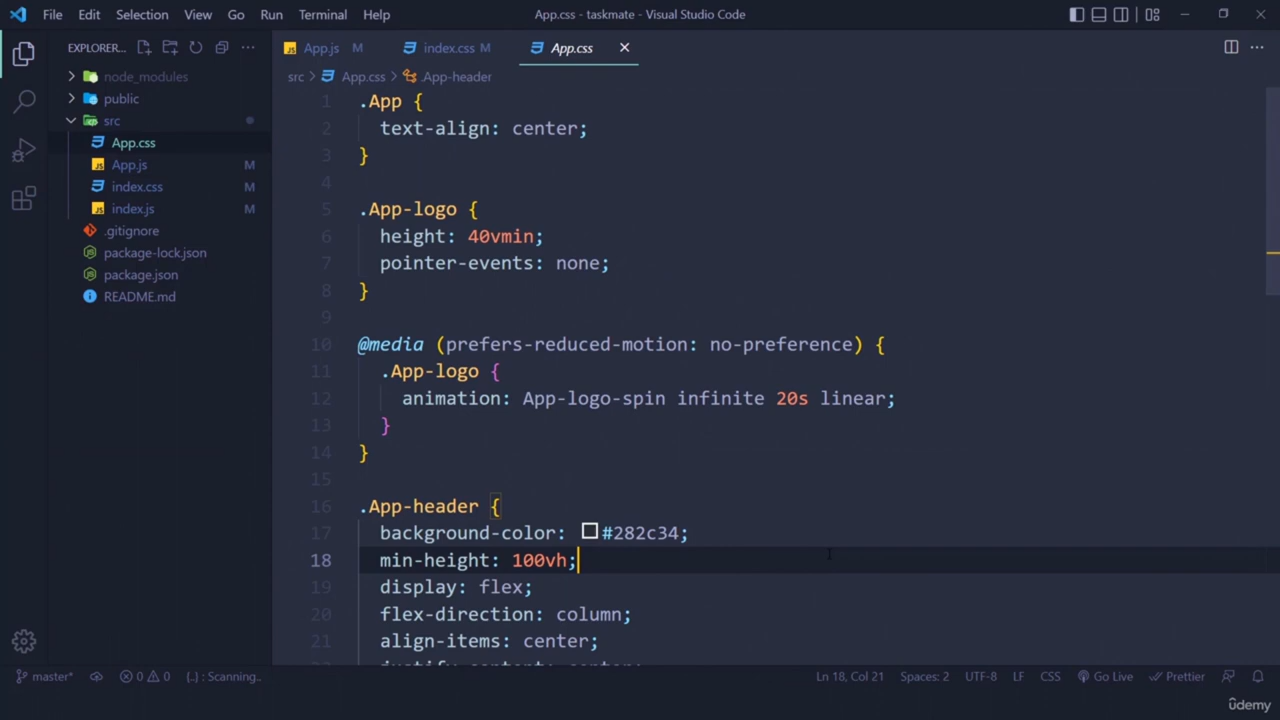 File Edit Selection View Go Run Terminal Help App.css - taskmate - Visual Studio Code
EXPLORER... App.js M index.css M App.css
src > App.css > .App-header
node_modules
public
src
App.css
App.js M
index.css M
index.js M
.gitignore
package-lock.json
package.json
README.md
1 .App {
2 text-align: center;
3 }
4
5 .App-logo {
6 height: 40vmin;
7 pointer-events: none;
8 }
9
10 @media (prefers-reduced-motion: no-preference) {
11 .App-logo {
12 animation: App-logo-spin infinite 20s linear;
13 }
14 }
15
16 .App-header {
17 background-color: #282c34;
18 min-height: 100vh;
19 display: flex;
20 flex-direction: column;
21 align-items: center;
master* 0 0 {..} : Scanning.. Ln 18, Col 21 Spaces: 2 UTF-8 LF CSS Go Live Prettier
udemy